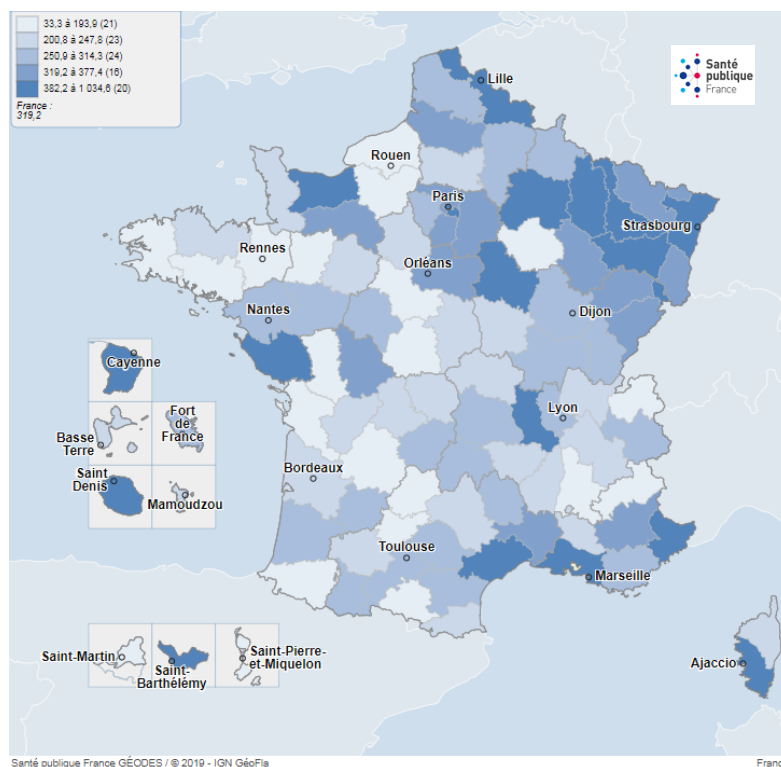 33,3 à 193,9 (21)
200,8 à 247,8 (23)
250,9 à 314,3 (24)
319,2 à 377,4 (16)
382,2 à 1 034,6 (20)
France :
319,2
Santé
publique
France
Lille
Rouen
Paris
Strasbourg
Rennes
Orléans
Nantes
Dijon
Cayenne
Lyon
Fort
de
France
Basse
Terre
Bordeaux
Saint
Denis
Mamoudzou
Toulouse
Marseille
Saint-Martin
Saint-
Barthélémy
Saint-Pierre-
et-Miquelon
Ajaccio
Santé publique France GÉODES / © 2019 - IGN GéoFla
Franc